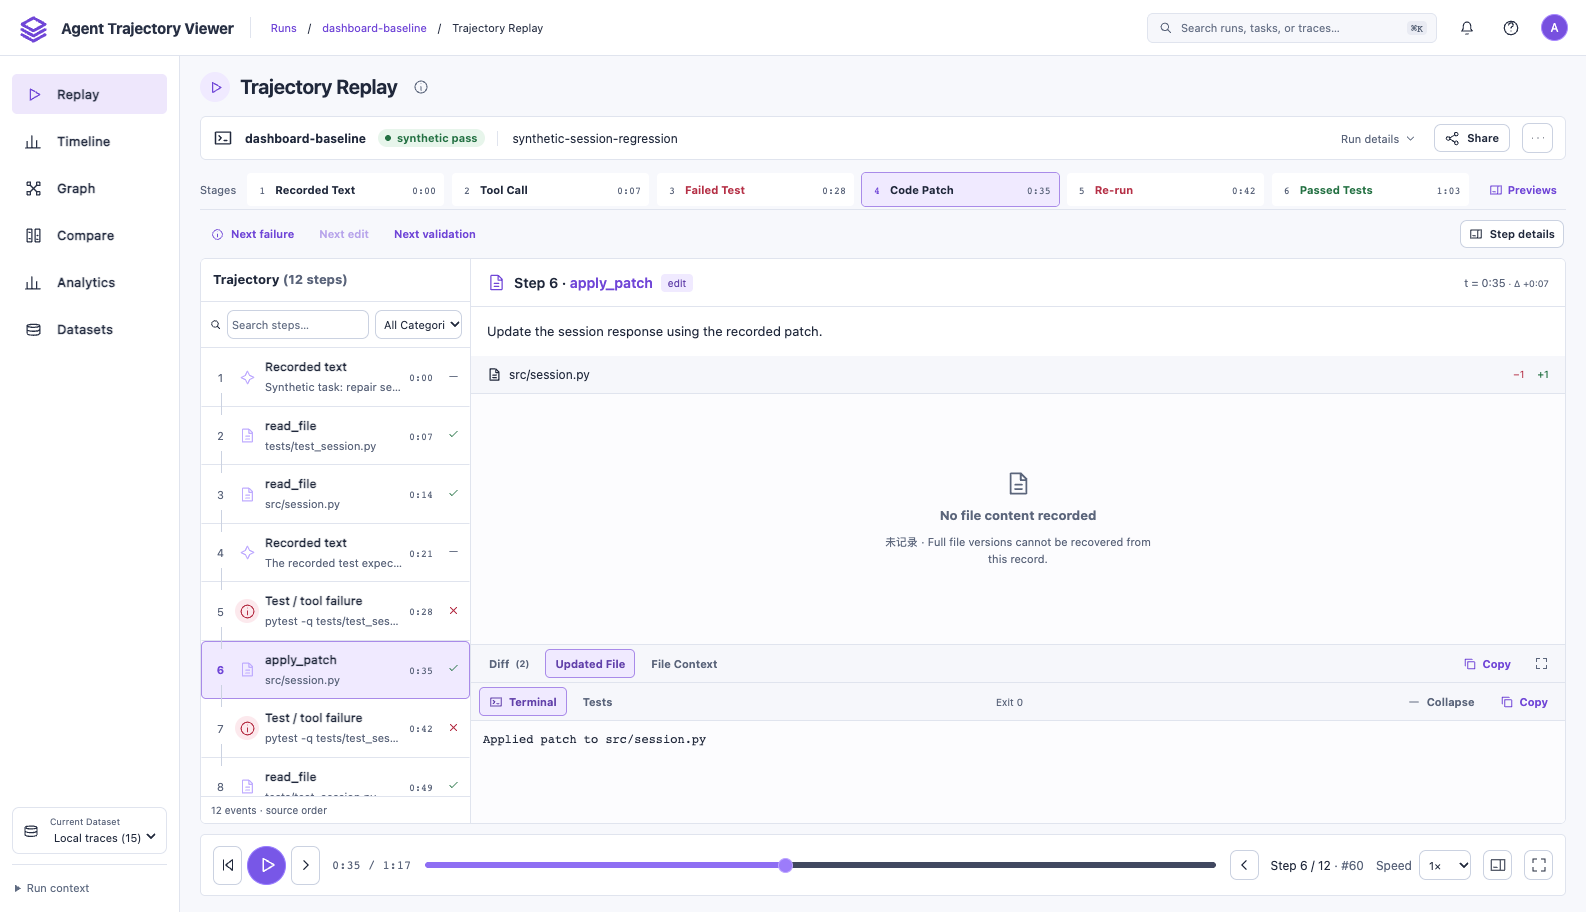 Agent Trajectory Viewer
Runs / dashboard-baseline / Trajectory Replay
Search runs, tasks, or traces...
⌘K
A
Replay
Timeline
Graph
Compare
Analytics
Datasets
Current Dataset
Local traces (15)
Run context
Trajectory Replay
dashboard-baseline
synthetic pass
synthetic-session-regression
Run details
Share
...
Stages
1 Recorded Text 0:00
2 Tool Call 0:07
3 Failed Test 0:28
4 Code Patch 0:35
5 Re-run 0:42
6 Passed Tests 1:03
Previews
Next failure
Next edit
Next validation
Step details
Trajectory (12 steps)
Search steps...
All Categori
1 Recorded text 0:00 —
Synthetic task: repair se...
2 read_file 0:07
tests/test_session.py
3 read_file 0:14
src/session.py
4 Recorded text 0:21 —
The recorded test expec...
5 Test / tool failure 0:28
pytest -q tests/test_ses...
6 apply_patch 0:35
src/session.py
7 Test / tool failure 0:42
pytest -q tests/test_ses...
8 read_file 0:49
tests/test_session.py
12 events · source order
Step 6 · apply_patch
edit
t = 0:35 · Δ +0:07
Update the session response using the recorded patch.
src/session.py
−1 +1
No file content recorded
未记录 · Full file versions cannot be recovered from
this record.
Diff (2)
Updated File
File Context
Copy
Terminal
Tests
Exit 0
Collapse
Copy
Applied patch to src/session.py
0:35 / 1:17
Step 6 / 12 · #60
Speed
1×